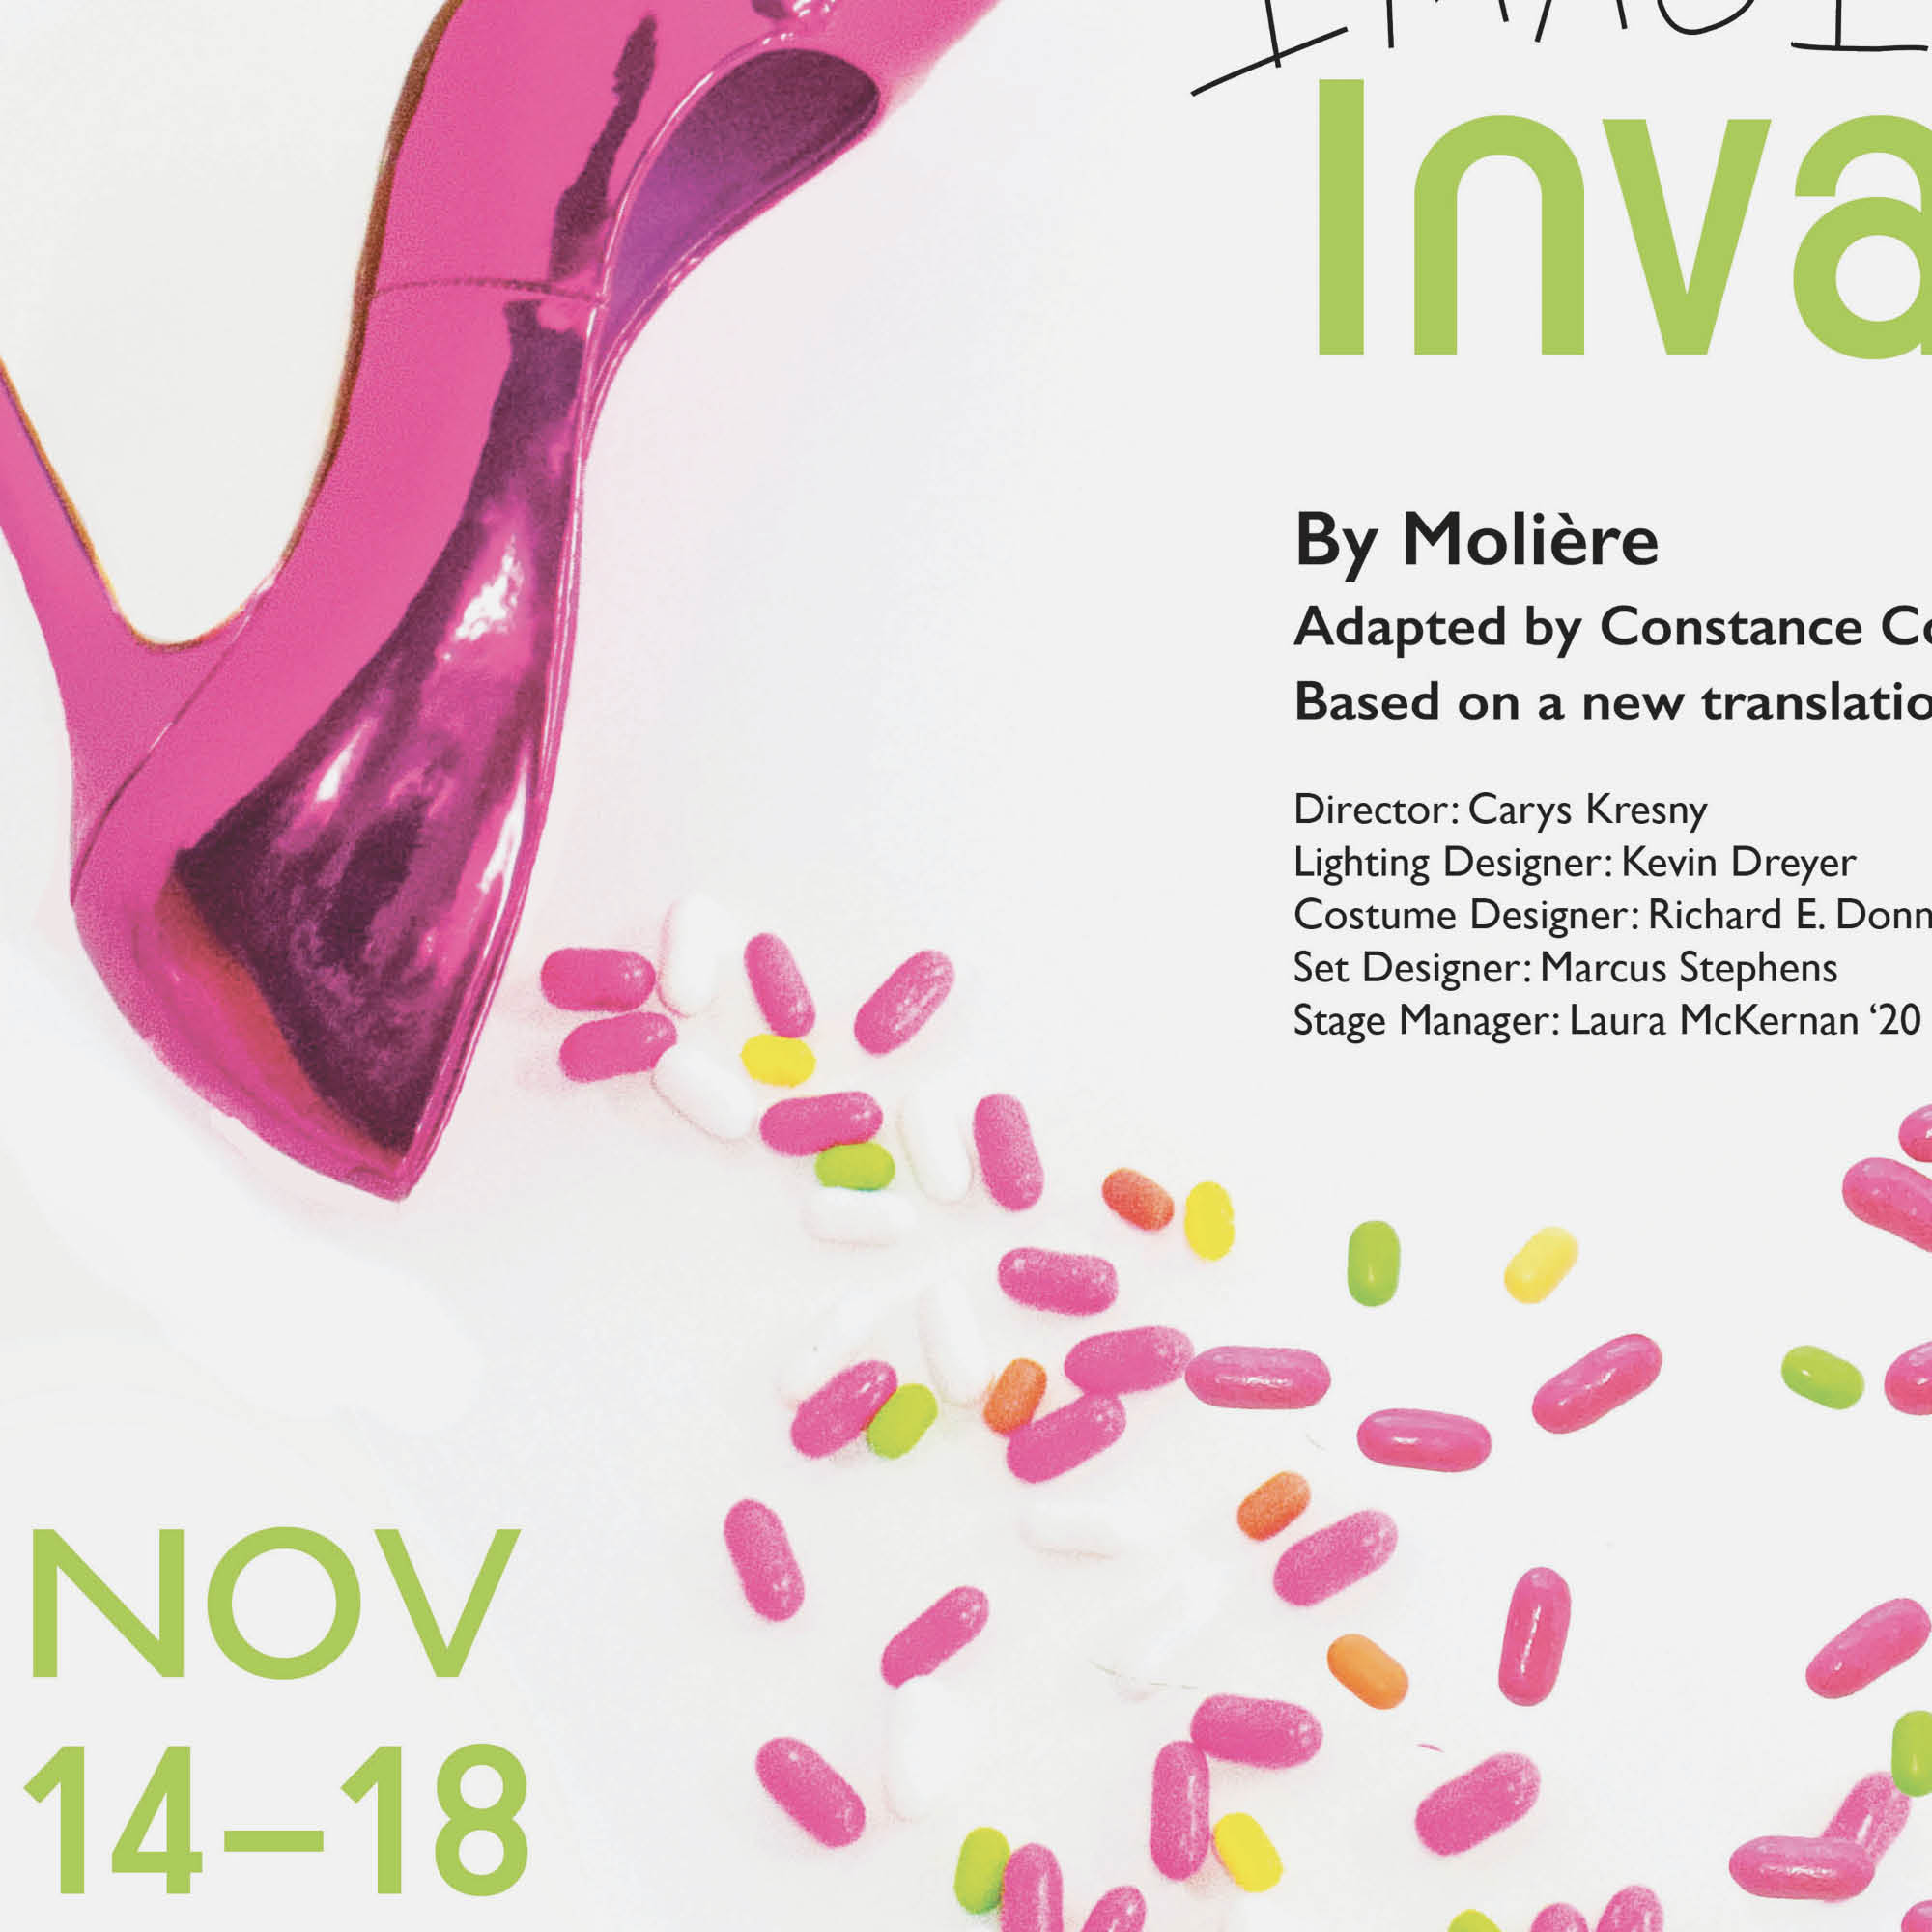 Inva
By Molière
Adapted by Constance Co
Based on a new translatio
Director: Carys Kresny
Lighting Designer: Kevin Dreyer
Costume Designer: Richard E. Donn
Set Designer: Marcus Stephens
Stage Manager: Laura McKernan ‘20
NOV
14–18